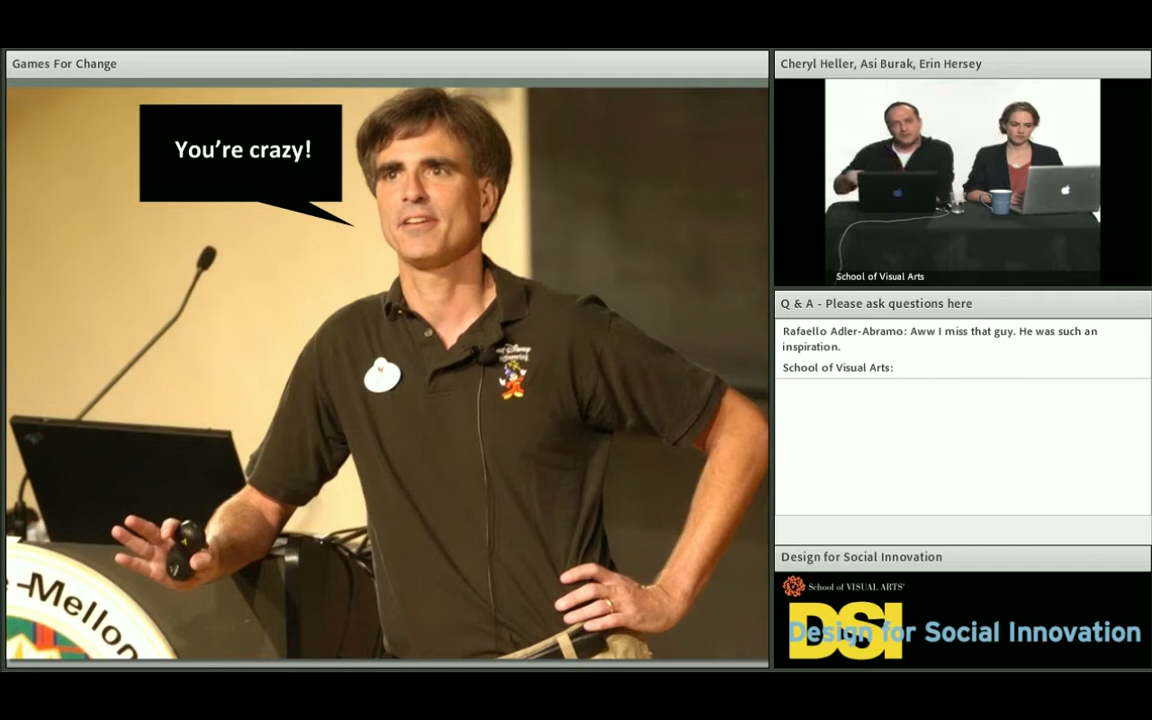 Games For Change
You're crazy!
-Mellon
Cheryl Heller, Asi Burak, Erin Hersey
School of Visual Arts
Q & A - Please ask questions here
Rafaello Adler-Abramo: Aww I miss that guy. He was such an
inspiration.
School of Visual Arts:
Design for Social Innovation
School of VISUAL ARTS
DSI
Design for Social Innovation